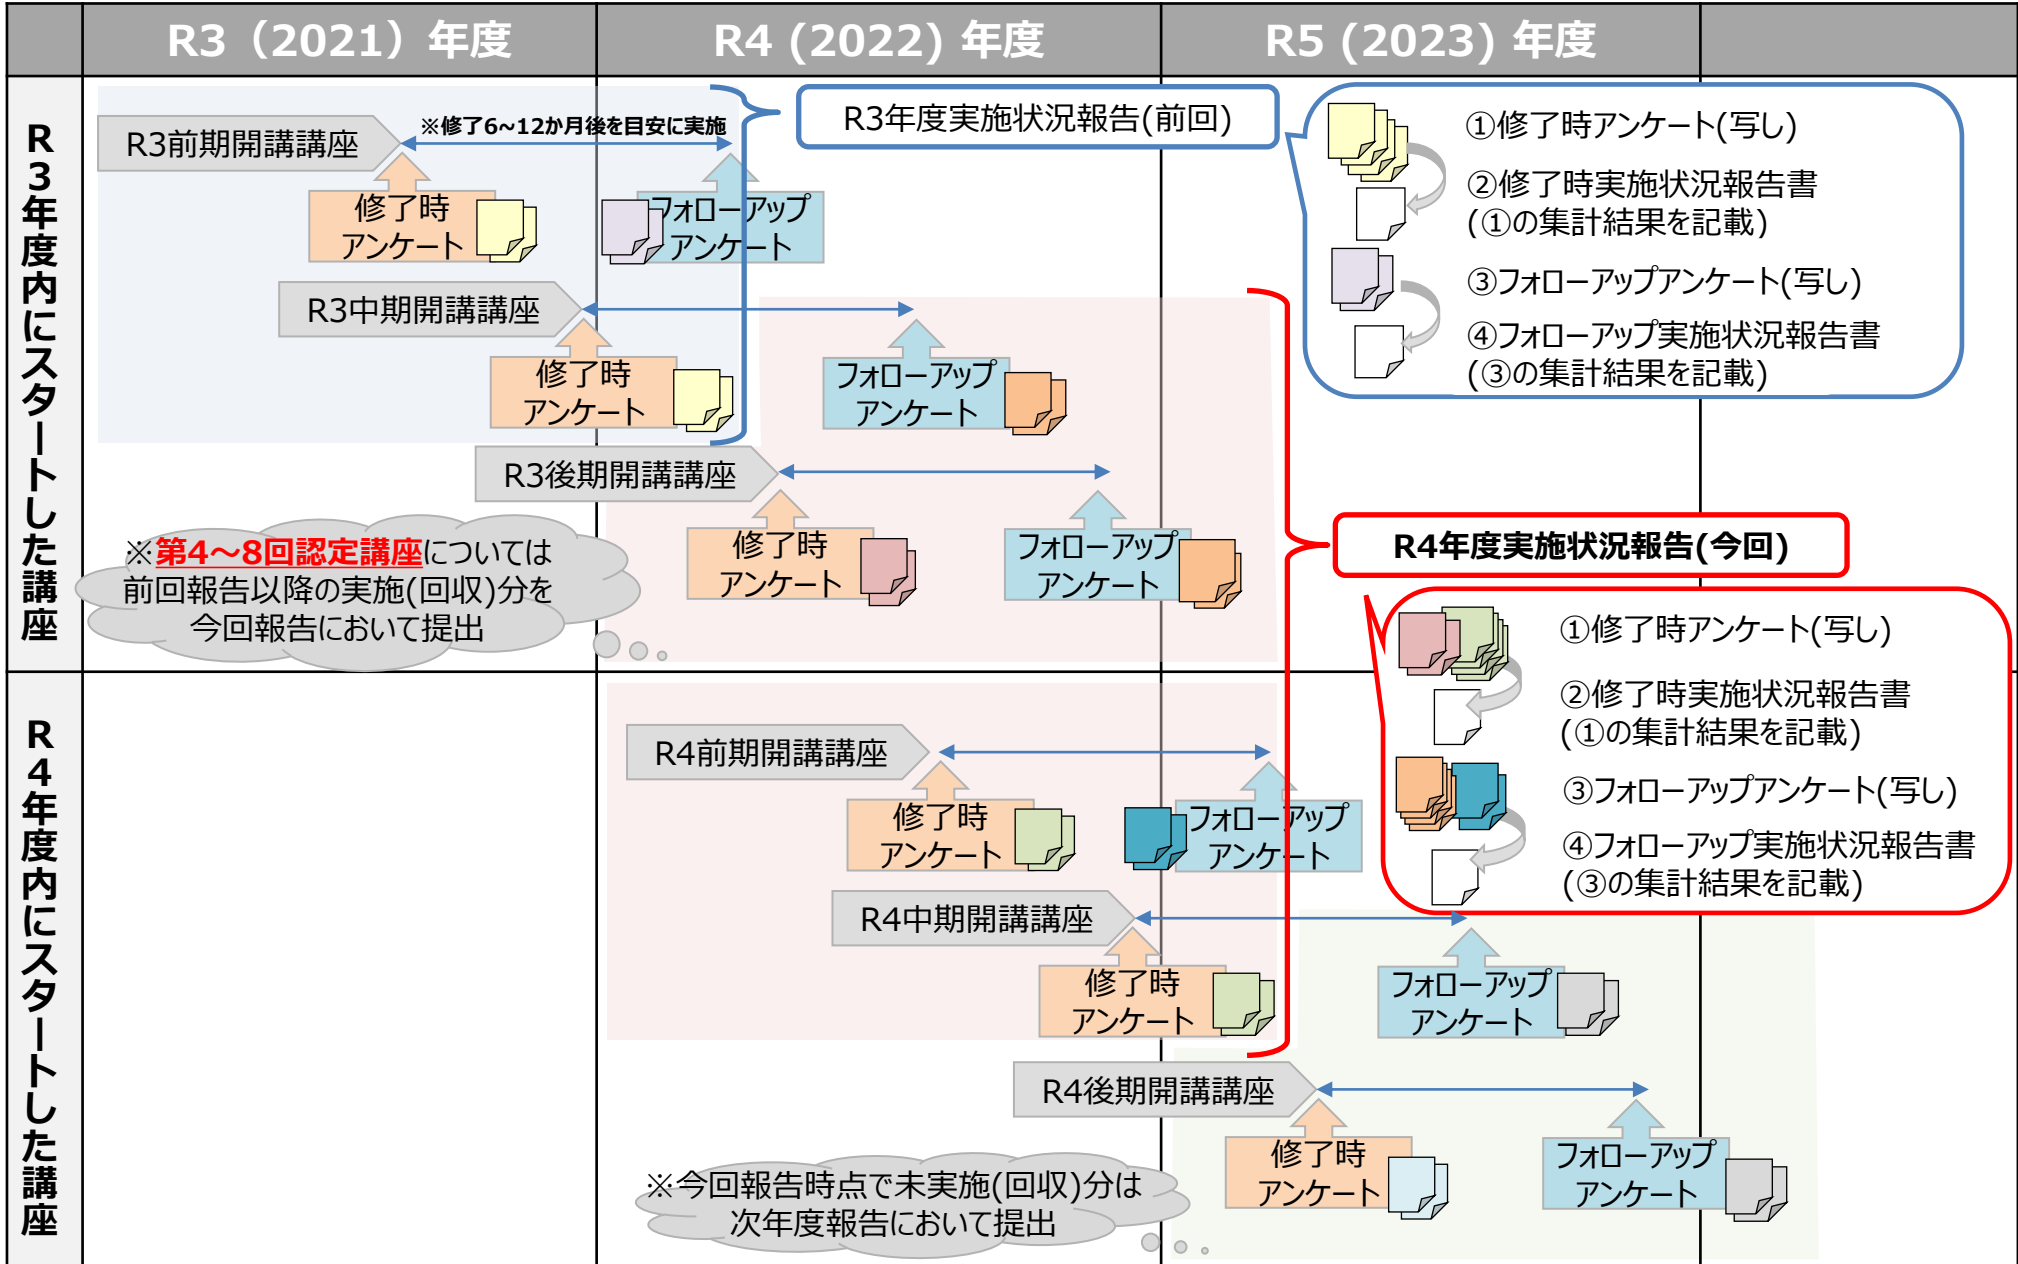 R3（2021）年度
R4 (2022) 年度
R5 (2023) 年度
R3年度内にスタートした講座
R3前期開講講座
※修了6~12か月後を目安に実施
修了時
アンケート
フォローアップ
アンケート
R3年度実施状況報告(前回)
①修了時アンケート(写し)
②修了時実施状況報告書
(①の集計結果を記載)
③フォローアップアンケート(写し)
④フォローアップ実施状況報告書
(③の集計結果を記載)
R3中期開講講座
修了時
アンケート
フォローアップ
アンケート
R3後期開講講座
修了時
アンケート
フォローアップ
アンケート
※第4～8回認定講座については
前回報告以降の実施(回収)分を
今回報告において提出
R4年度実施状況報告(今回)
①修了時アンケート(写し)
②修了時実施状況報告書
(①の集計結果を記載)
③フォローアップアンケート(写し)
④フォローアップ実施状況報告書
(③の集計結果を記載)
R4年度内にスタートした講座
R4前期開講講座
修了時
アンケート
フォローアップ
アンケート
R4中期開講講座
修了時
アンケート
フォローアップ
アンケート
R4後期開講講座
修了時
アンケート
フォローアップ
アンケート
※今回報告時点で未実施(回収)分は
次年度報告において提出